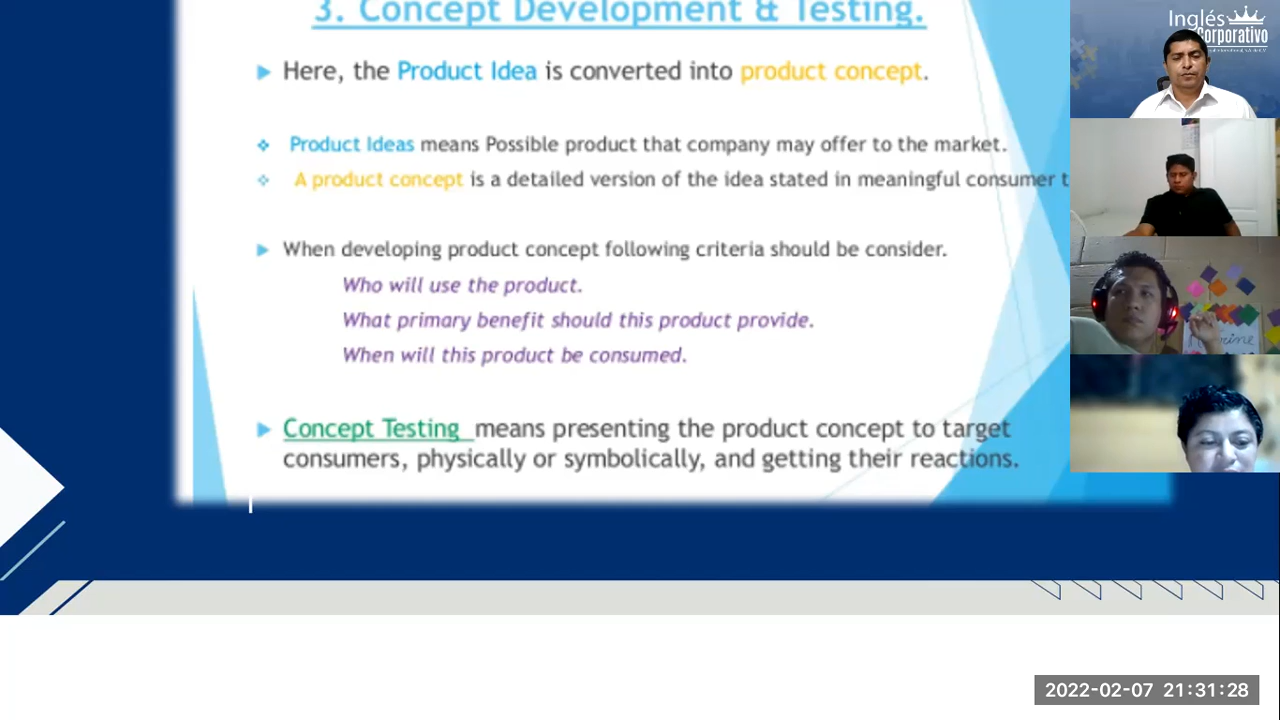 3. Concept Development & Testing.
Here, the Product Idea is converted into product concept.
Product Ideas means Possible product that company may offer to the market.
A product concept is a detailed version of the idea stated in meaningful consumer t
When developing product concept following criteria should be consider.
Who will use the product.
What primary benefit should this product provide.
When will this product be consumed.
Concept Testing means presenting the product concept to target
consumers, physically or symbolically, and getting their reactions.
Inglés
Corporativo
2022-02-07 21:31:28